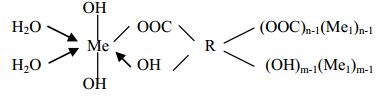 OH
H₂O OOC (OOC)n-1(Me1)n-1
Me R
H₂O OH (OH)m-1(Me1)m-1
OH